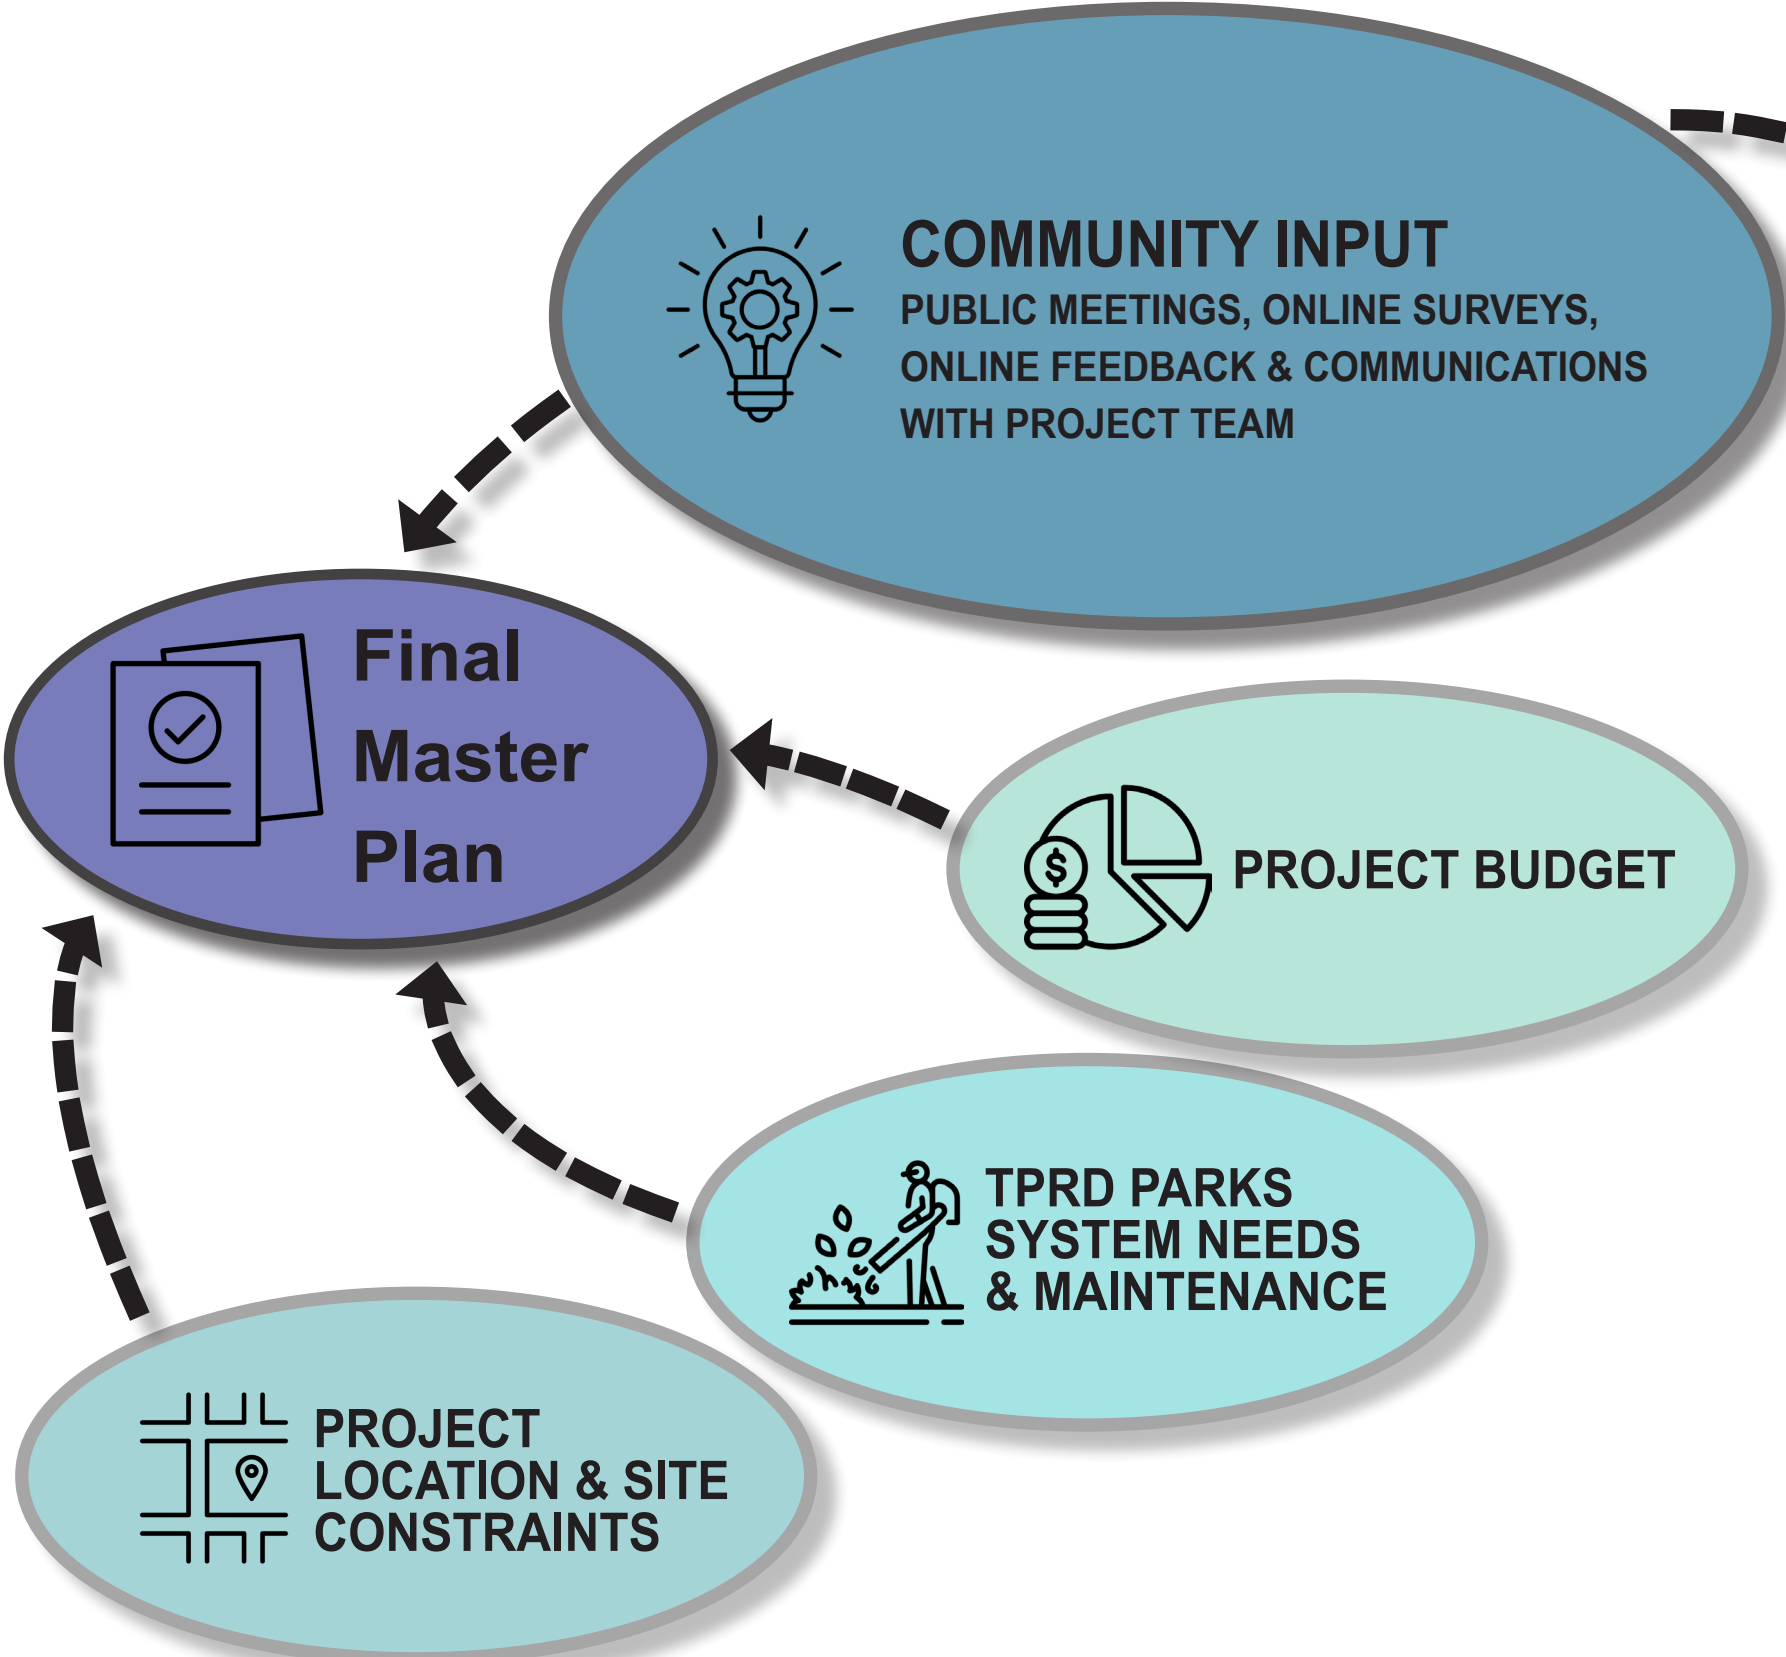 COMMUNITY INPUT
PUBLIC MEETINGS, ONLINE SURVEYS,
ONLINE FEEDBACK & COMMUNICATIONS
WITH PROJECT TEAM
Final
Master
Plan
$
PROJECT BUDGET
TPRD PARKS
SYSTEM NEEDS
& MAINTENANCE
PROJECT
LOCATION & SITE
CONSTRAINTS